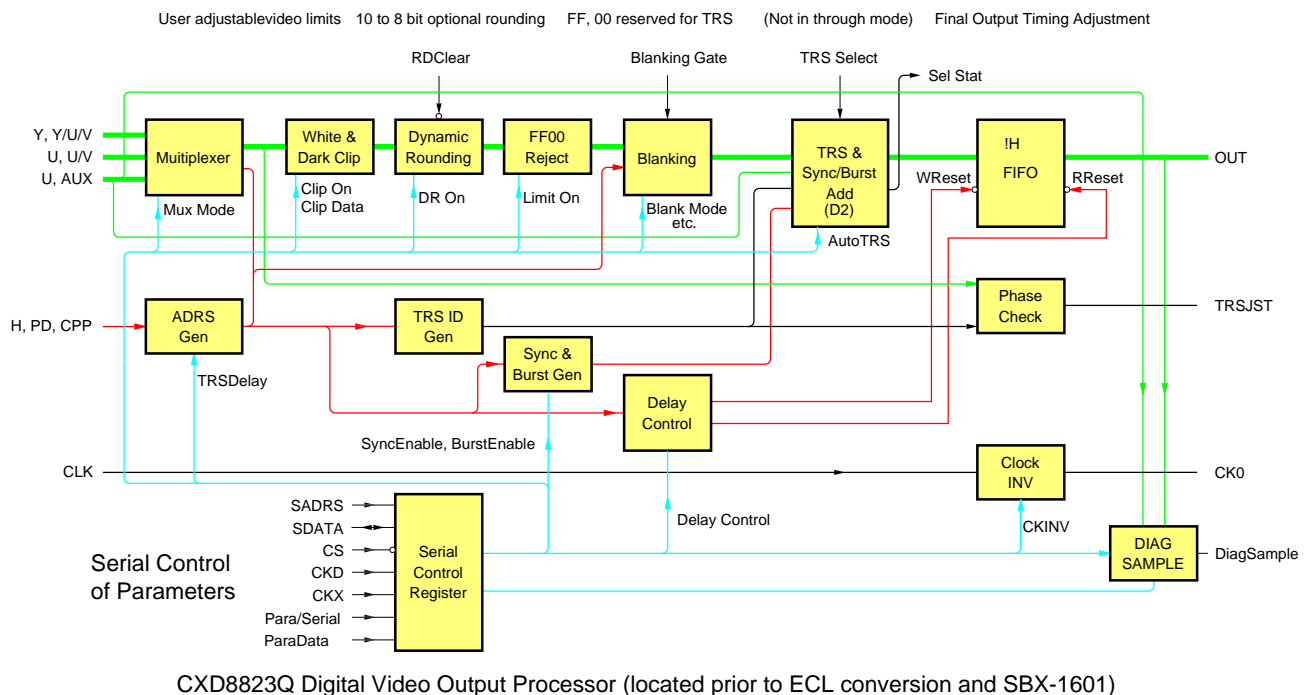 User adjustablevideo limits 10 to 8 bit optional rounding FF, 00 reserved for TRS (Not in through mode) Final Output Timing Adjustment
RDClear
Blanking Gate
TRS Select
Sel Stat
Y, Y/U/V
U, U/V
U, AUX
Muitiplexer
White &
Dark Clip
Dynamic
Rounding
FF00
Reject
Blanking
TRS &
Sync/Burst
Add
(D2)
!H
FIFO
WReset
RReset
OUT
Mux Mode
Clip On
Clip Data
DR On
Limit On
Blank Mode
etc.
AutoTRS
H, PD, CPP
ADRS
Gen
TRS ID
Gen
Phase
Check
TRSJST
TRSDelay
Sync &
Burst Gen
Delay
Control
SyncEnable, BurstEnable
CLK
Clock
INV
CK0
SADRS
SDATA
CS
CKD
CKX
Para/Serial
ParaData
Serial
Control
Register
Delay Control
CKINV
DIAG
SAMPLE
DiagSample
Serial Control
of Parameters
CXD8823Q Digital Video Output Processor (located prior to ECL conversion and SBX-1601)